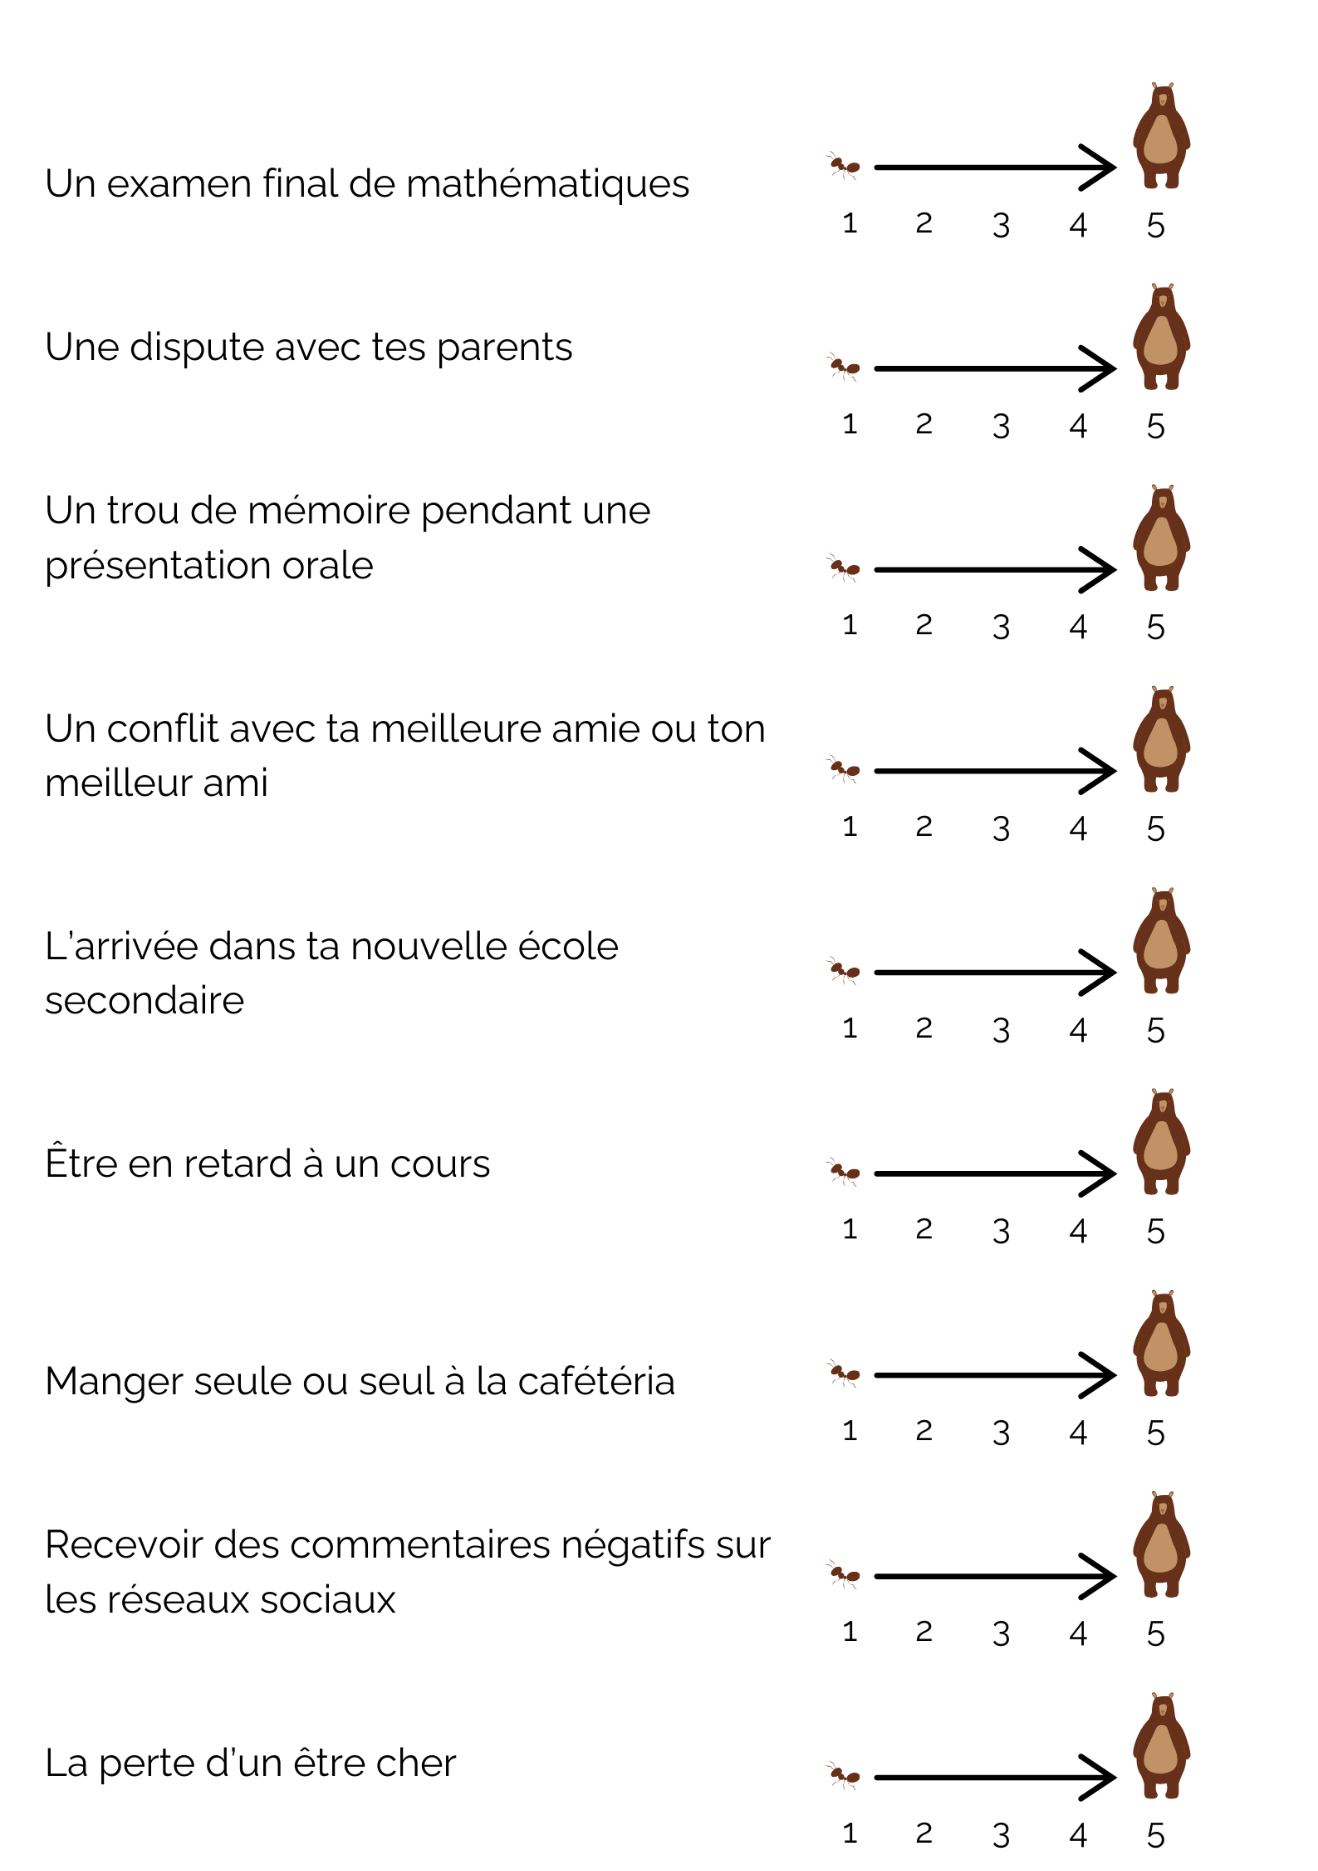 Un examen final de mathématiques
1 2 3 4 5
Une dispute avec tes parents
1 2 3 4 5
Un trou de mémoire pendant une
présentation orale
1 2 3 4 5
Un conflit avec ta meilleure amie ou ton
meilleur ami
1 2 3 4 5
L'arrivée dans ta nouvelle école
secondaire
1 2 3 4 5
Être en retard à un cours
1 2 3 4 5
Manger seule ou seul à la cafétéria
1 2 3 4 5
Recevoir des commentaires négatifs sur
les réseaux sociaux
1 2 3 4 5
La perte d'un être cher
1 2 3 4 5